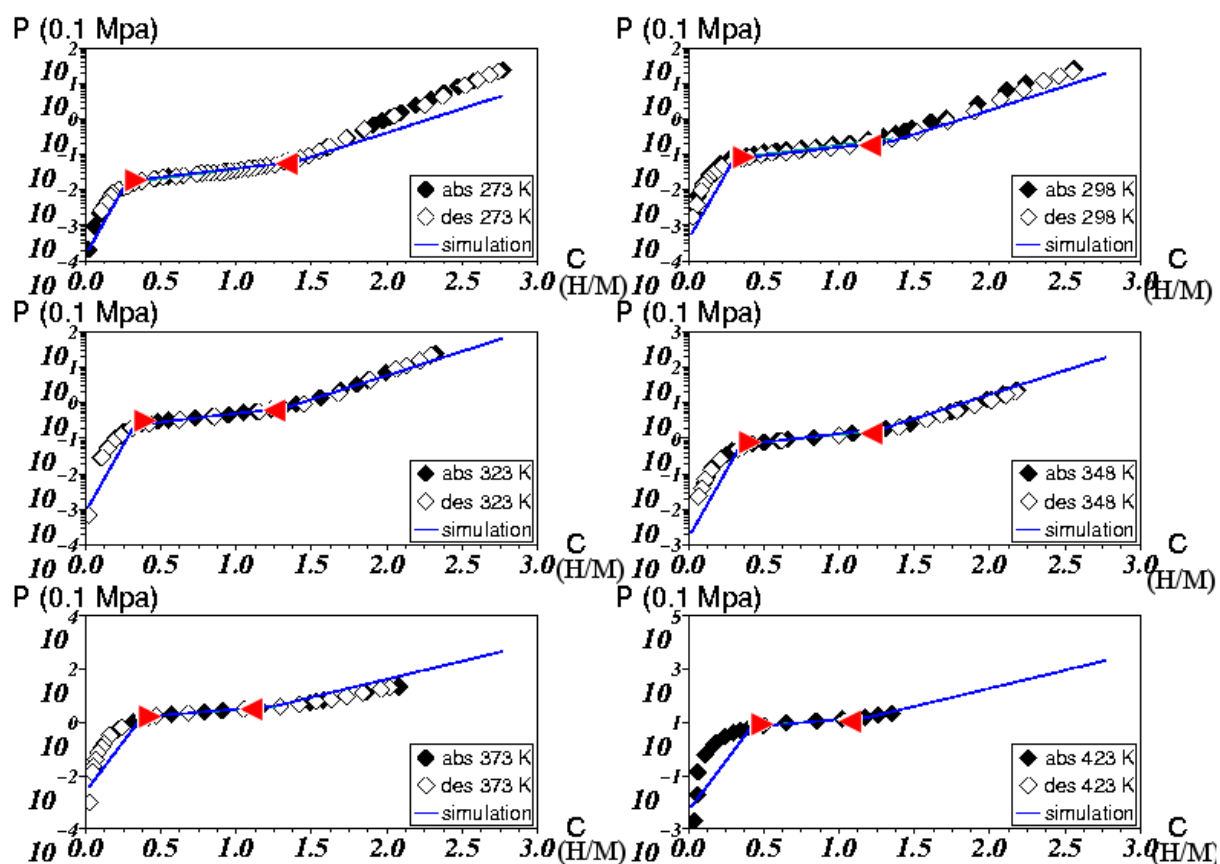 P (0.1 Mpa)
2
10
1
10
0
10
−1
10
−2
10
−3
10
−4
10
abs 273 K
des 273 K
simulation
0.0 0.5 1.0 1.5 2.0 2.5 3.0
C
(H/M)
P (0.1 Mpa)
2
10
1
10
0
10
−1
10
−2
10
−3
10
−4
10
abs 298 K
des 298 K
simulation
0.0 0.5 1.0 1.5 2.0 2.5 3.0
C
(H/M)
P (0.1 Mpa)
2
10
1
10
0
10
−1
10
−2
10
−3
10
−4
10
abs 323 K
des 323 K
simulation
0.0 0.5 1.0 1.5 2.0 2.5 3.0
C
(H/M)
P (0.1 Mpa)
3
10
2
10
1
10
0
10
−1
10
−2
10
−3
10
abs 348 K
des 348 K
simulation
0.0 0.5 1.0 1.5 2.0 2.5 3.0
C
(H/M)
P (0.1 Mpa)
4
10
2
10
0
10
−2
10
−4
10
abs 373 K
des 373 K
simulation
0.0 0.5 1.0 1.5 2.0 2.5 3.0
C
(H/M)
P (0.1 Mpa)
5
10
3
10
1
10
−1
10
−3
10
abs 423 K
des 423 K
simulation
0.0 0.5 1.0 1.5 2.0 2.5 3.0
C
(H/M)